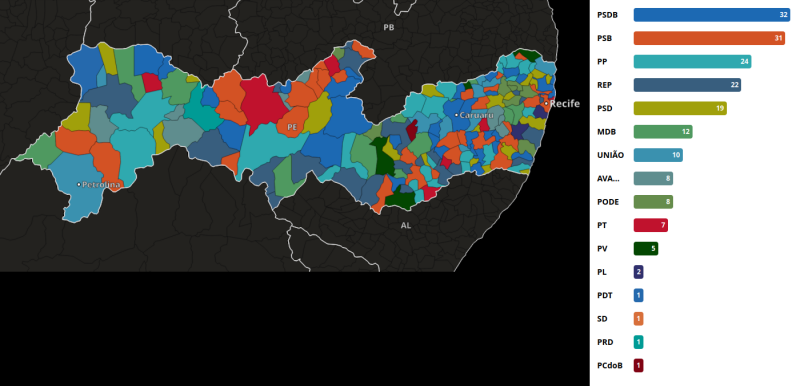 PB
Recife
Caruaru
PE
Petrolina
AL
PSDB 32
PSB 31
PP 24
REP 22
PSD 19
MDB 12
UNIÃO 10
AVA... 8
PODE 8
PT 7
PV 5
PL 2
PDT 1
SD 1
PRD 1
PCdoB 1